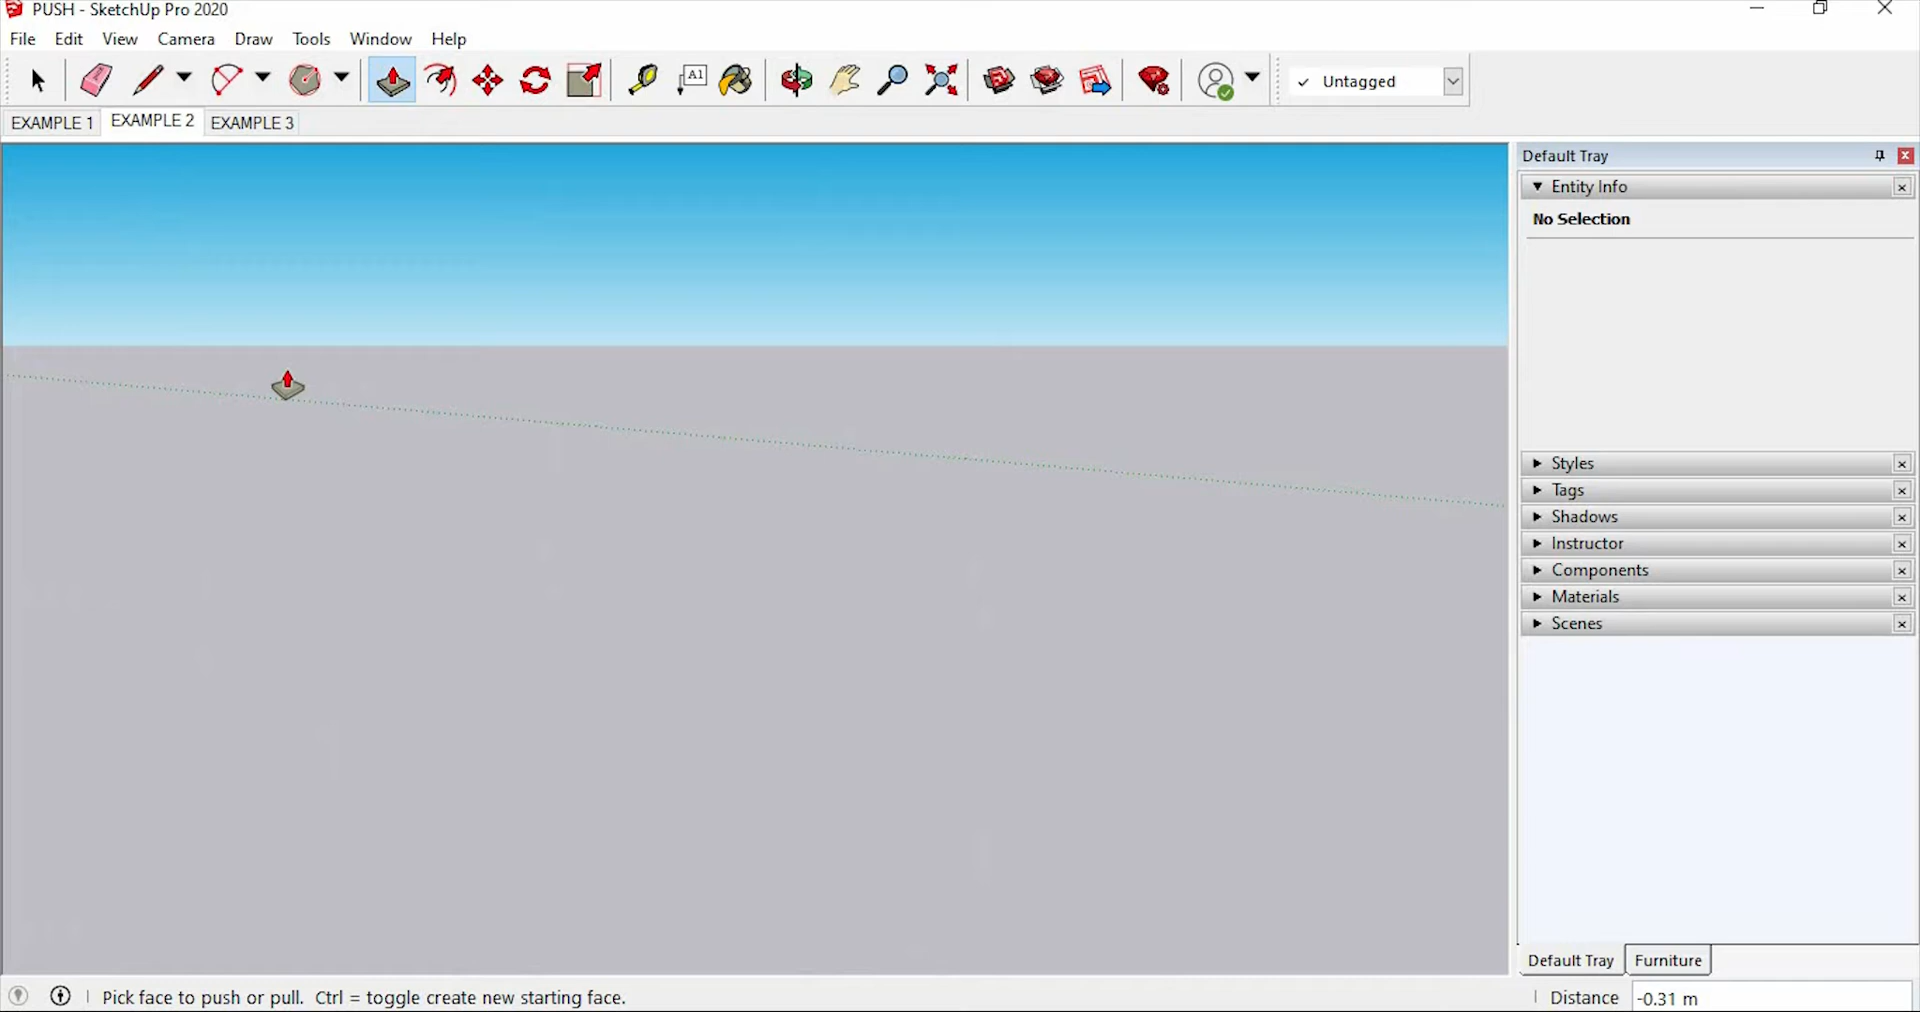 PUSH - SketchUp Pro 2020
File Edit View Camera Draw Tools Window Help
A1
Untagged
EXAMPLE 1 EXAMPLE 2 EXAMPLE 3
Default Tray
Entity Info
No Selection
Styles
Tags
Shadows
Instructor
Components
Materials
Scenes
Default Tray Furniture
Pick face to push or pull. Ctrl = toggle create new starting face.
Distance -0.31 m